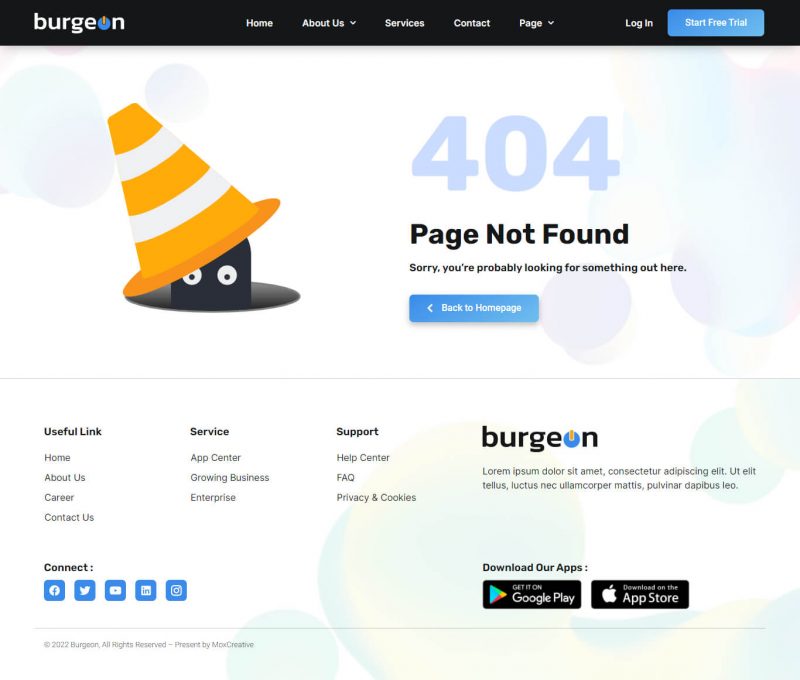 burgeon
Home
About Us
Services
Contact
Page
Log In
Start Free Trial
404
Page Not Found
Sorry, you're probably looking for something out here.
Back to Homepage
Useful Link
Home
About Us
Career
Contact Us
Service
App Center
Growing Business
Enterprise
Support
Help Center
FAQ
Privacy & Cookies
burgeon
Lorem ipsum dolor sit amet, consectetur adipiscing elit. Ut elit
tellus, luctus nec ullamcorper mattis, pulvinar dapibus leo.
Connect :
Download Our Apps :
GET IT ON
Google Play
Download on the
App Store
© 2022 Burgeon, All Rights Reserved – Present by MoxCreative